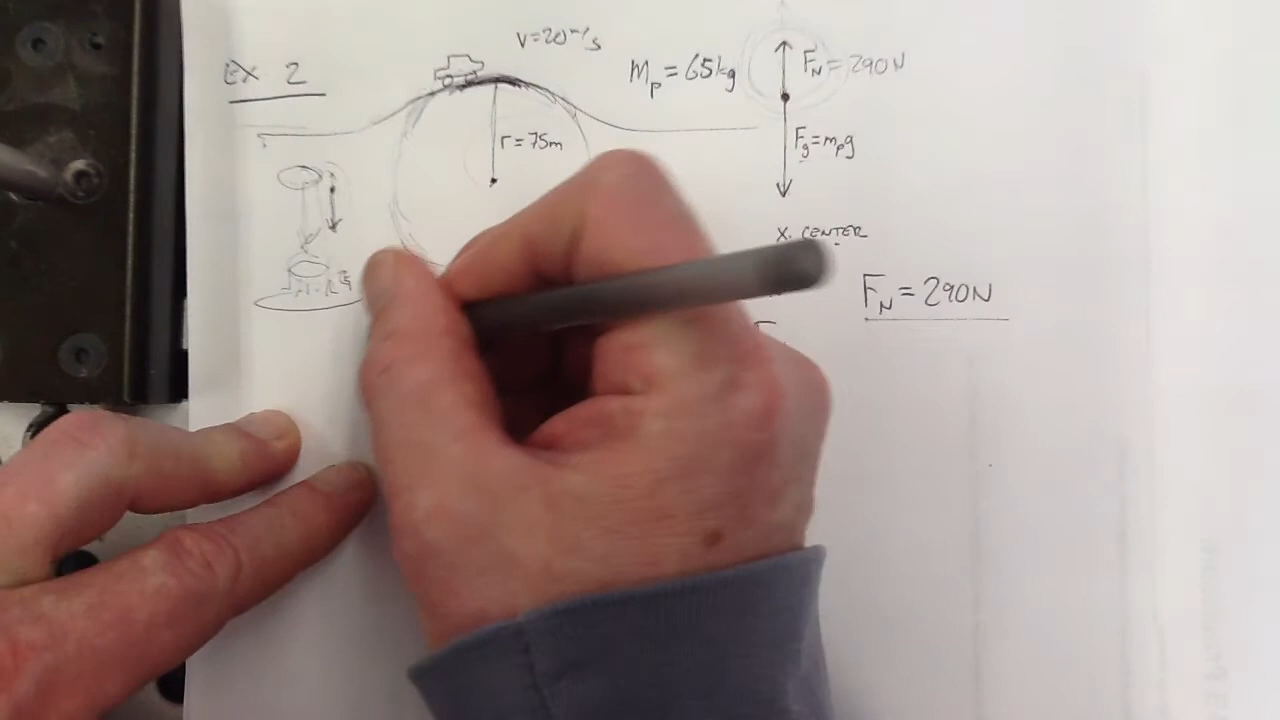 EX 2
V=20m/s
Mp=65kg
FN=290N
r=75m
Fg=mpg
X. CENTER
FN=290N